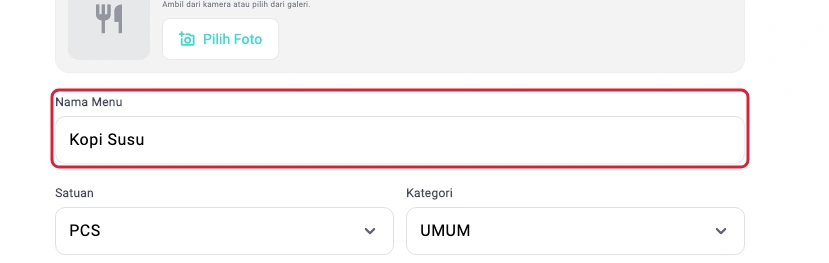 Ambil dari kamera atau pilih dari galeri.
Pilih Foto
Nama Menu
Kopi Susu
Satuan
Kategori
PCS
UMUM